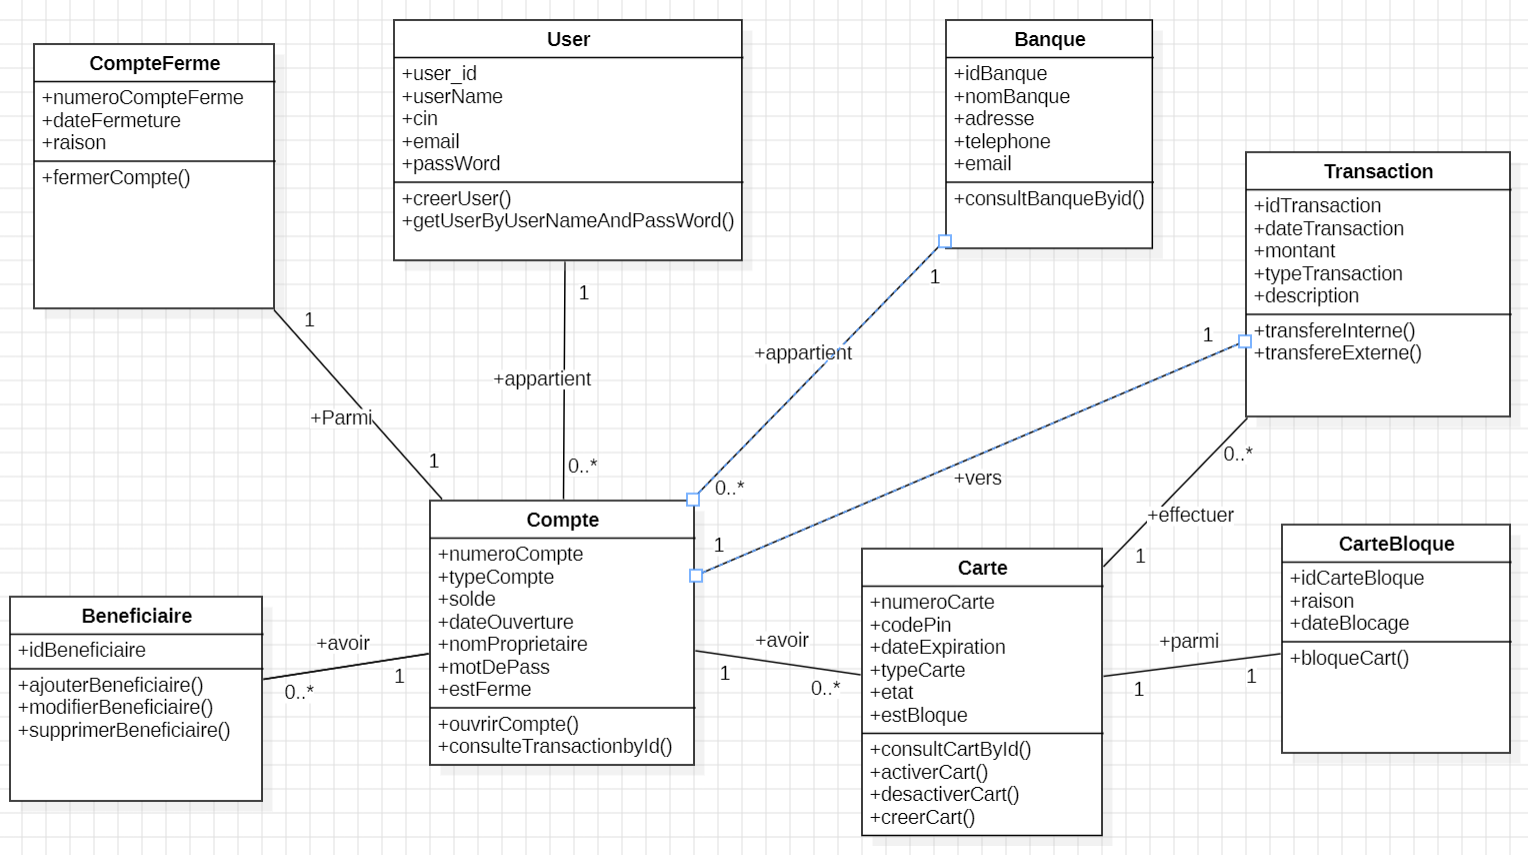 CompteFerme
+numeroCompteFerme
+dateFermeture
+raison
+fermerCompte()
User
+user_id
+userName
+cin
+email
+passWord
+creerUser()
+getUserByUserNameAndPassWord()
Banque
+idBanque
+nomBanque
+adresse
+telephone
+email
+consultBanqueByid()
Transaction
+idTransaction
+dateTransaction
+montant
+typeTransaction
+description
+transfereInterne()
+transfereExterne()
1
+Parmi
1
1
+appartient
0..*
1
+appartient
0..*
1
+vers
1
0..*
+effectuer
1
Compte
+numeroCompte
+typeCompte
+solde
+dateOuverture
+nomProprietaire
+motDePass
+estFerme
+ouvrirCompte()
+consulteTransactionbyId()
Beneficiaire
+idBeneficiaire
+ajouterBeneficiaire()
+modifierBeneficiaire()
+supprimerBeneficiaire()
+avoir
0..*
1
+avoir
1
0..*
Carte
+numeroCarte
+codePin
+dateExpiration
+typeCarte
+etat
+estBloque
+consultCartById()
+activerCart()
+desactiverCart()
+creerCart()
+parmi
1
1
CarteBloque
+idCarteBloque
+raison
+dateBlocage
+bloqueCart()